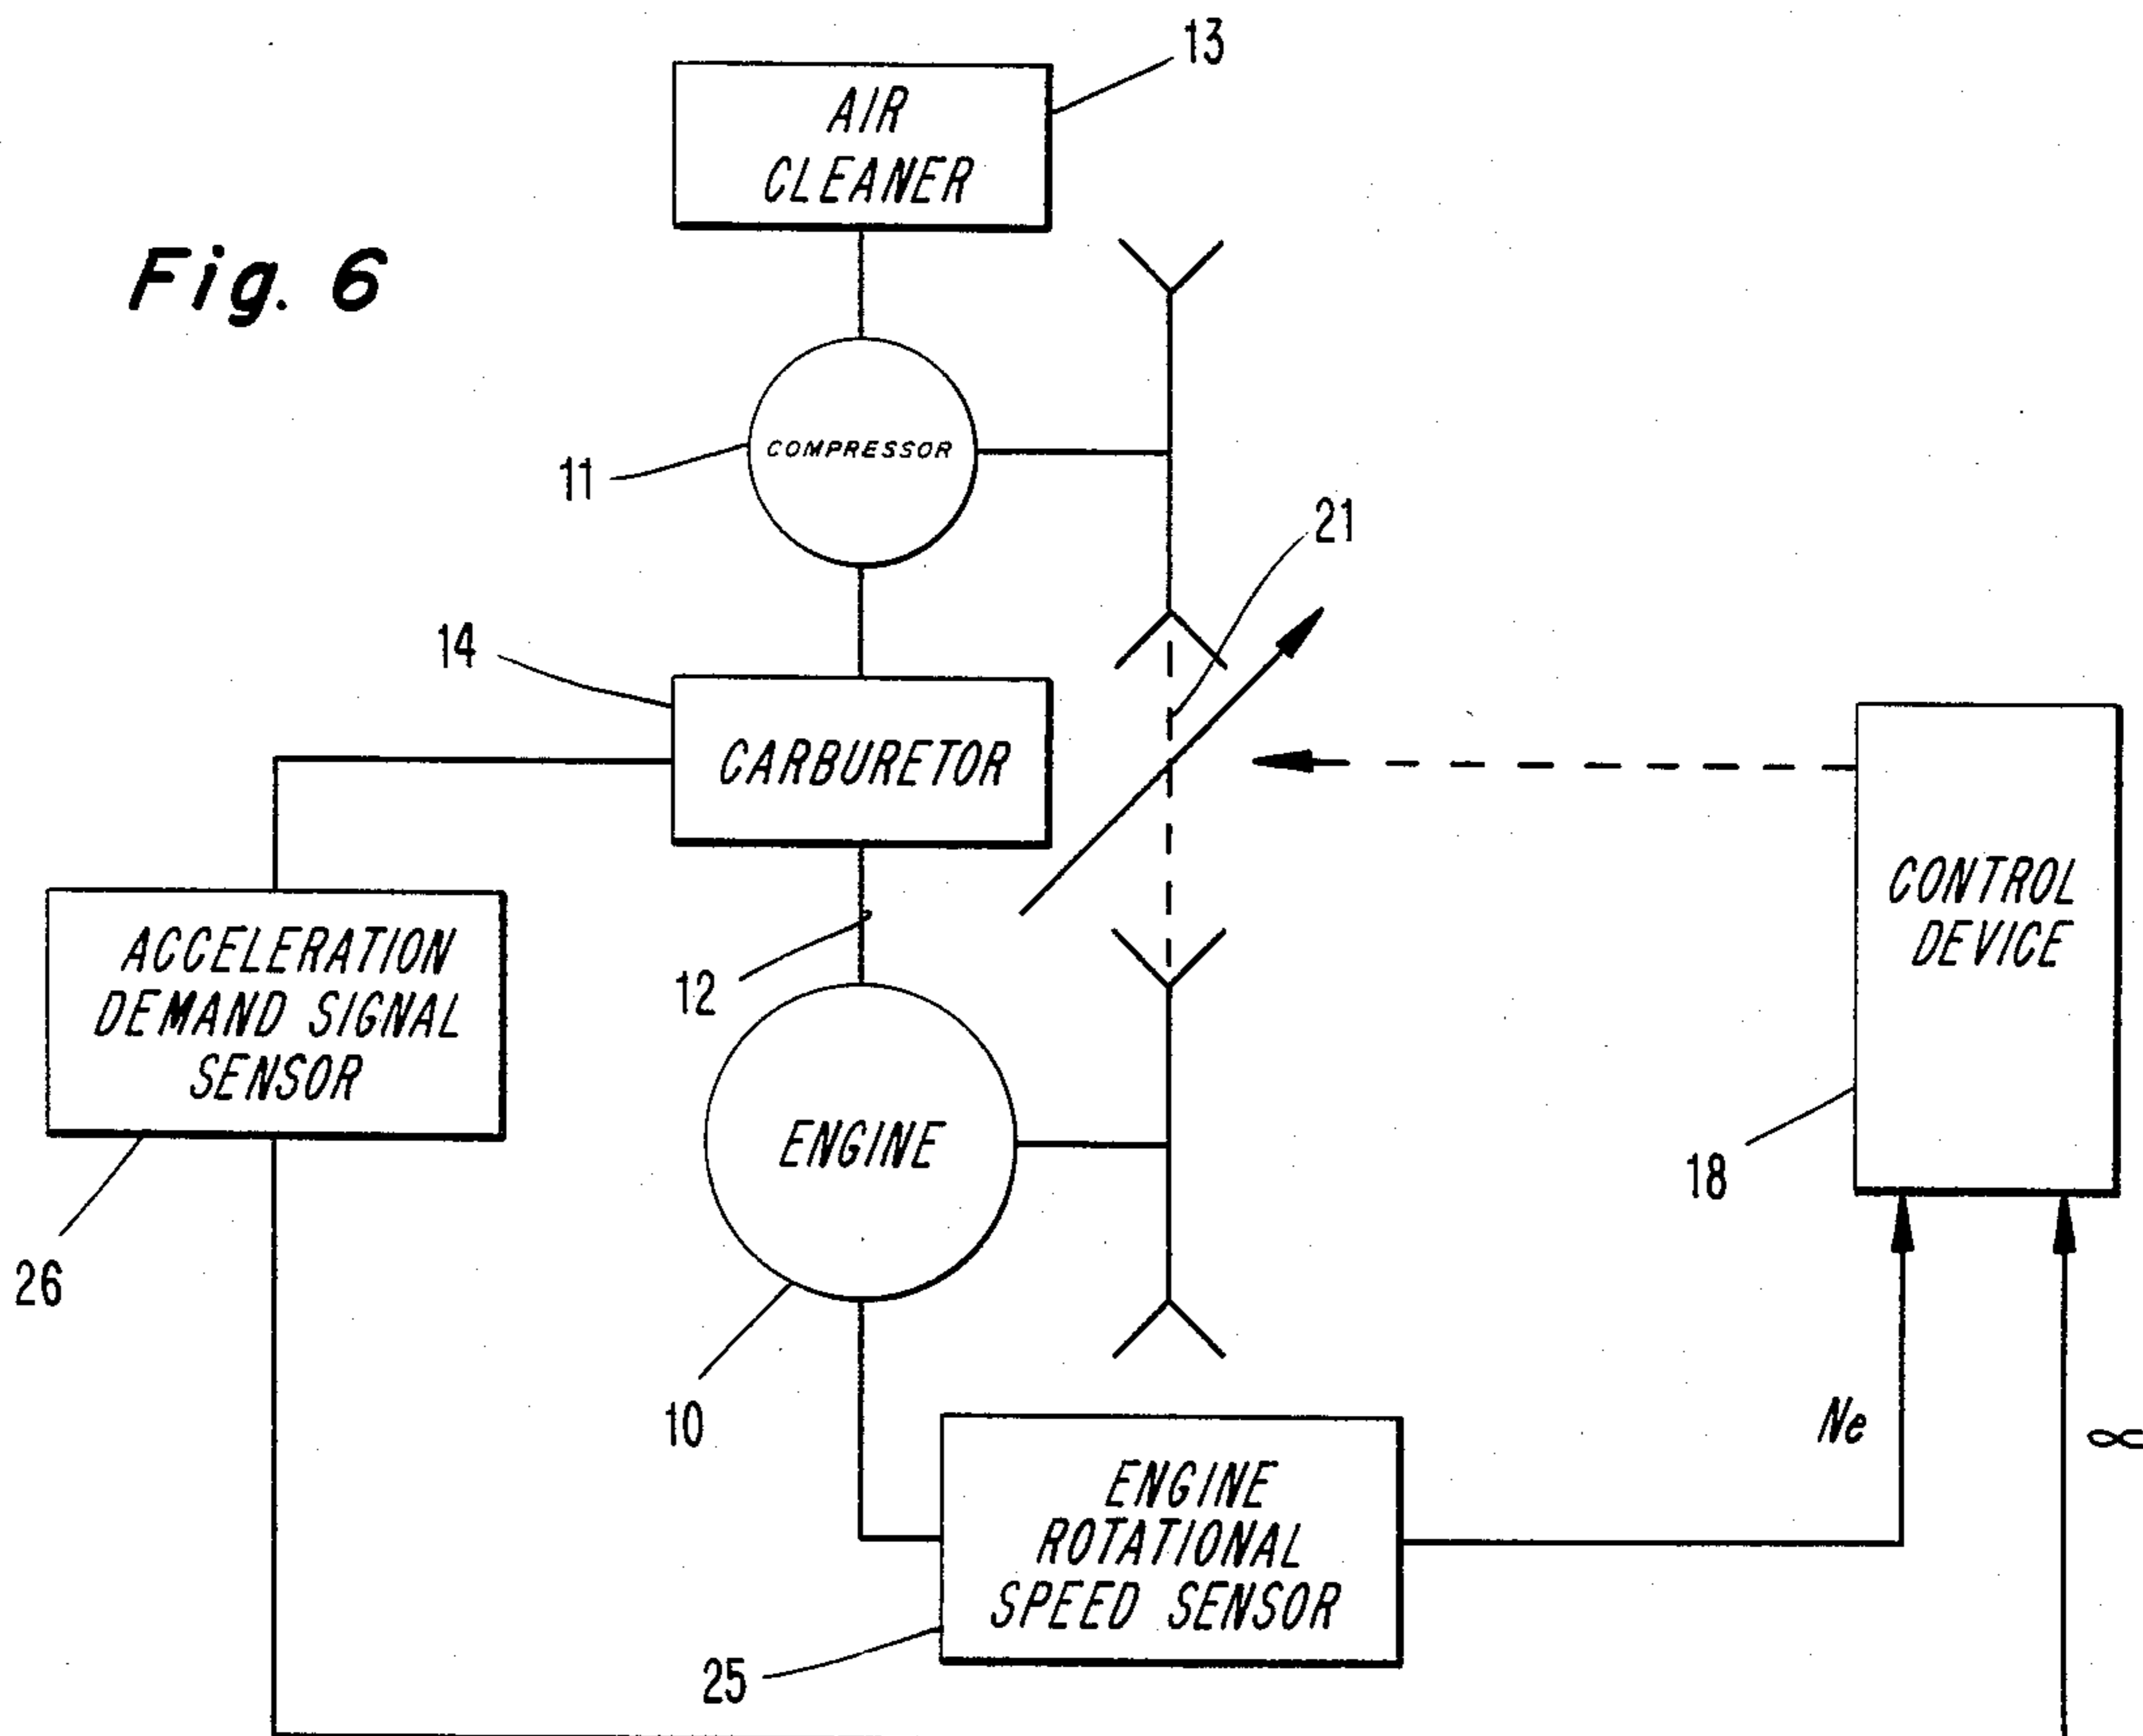 13
AIR
CLEANER
Fig. 6
COMPRESSOR
11
21
14
CARBURETOR
CONTROL
DEVICE
ACCELERATION
DEMAND SIGNAL
SENSOR
12
ENGINE
18
26
10
Ne
∝
ENGINE
ROTATIONAL
SPEED SENSOR
25